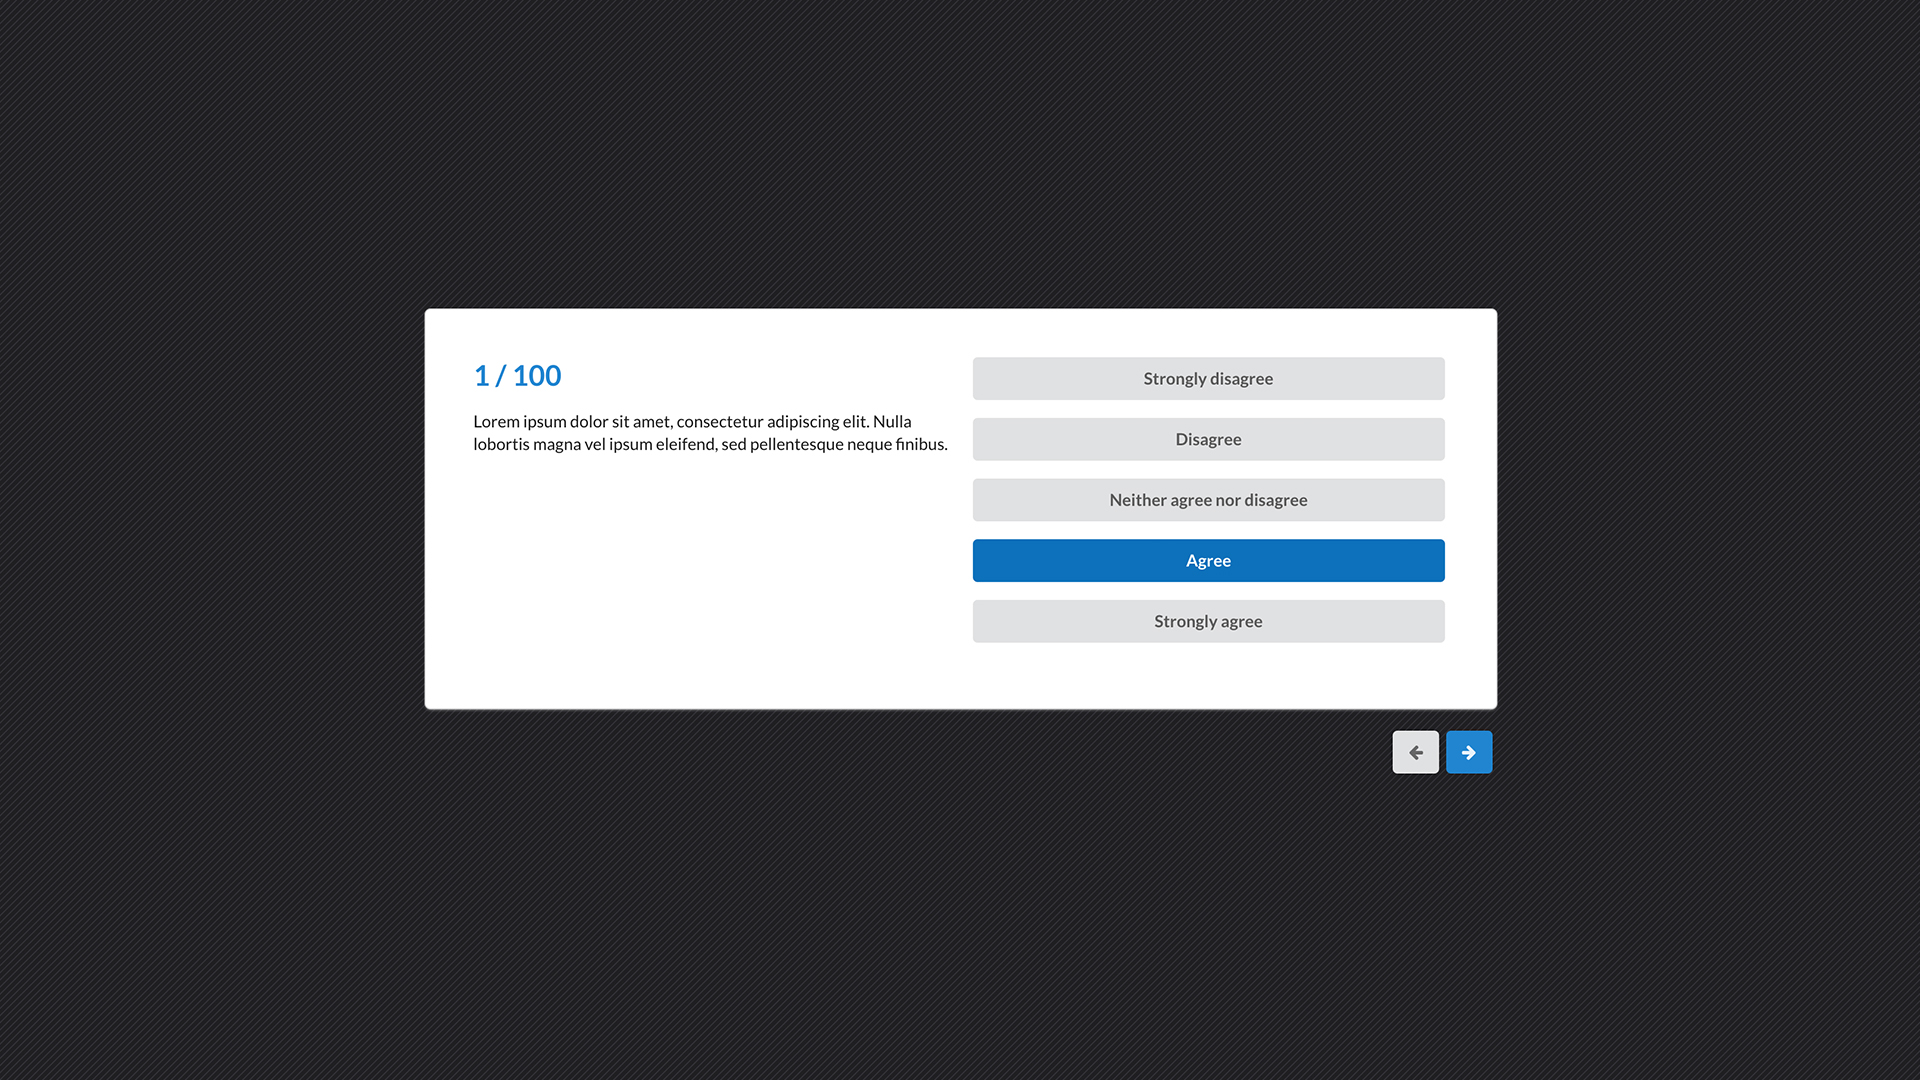 1 / 100
Lorem ipsum dolor sit amet, consectetur adipiscing elit. Nulla
lobortis magna vel ipsum eleifend, sed pellentesque neque finibus.
Strongly disagree
Disagree
Neither agree nor disagree
Agree
Strongly agree